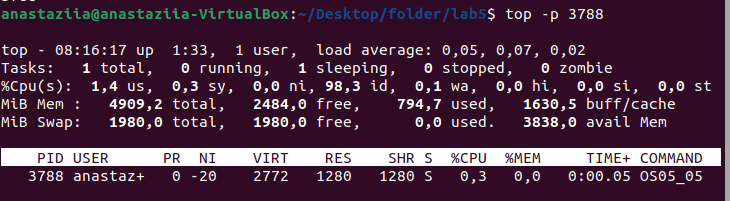 anastaziia@anastaziia-VirtualBox:~/Desktop/folder/lab5$ top -p 3788
top - 08:16:17 up  1:33,  1 user,  load average: 0,05, 0,07, 0,02
Tasks:   1 total,   0 running,   1 sleeping,   0 stopped,   0 zombie
%Cpu(s):  1,4 us,  0,3 sy,  0,0 ni, 98,3 id,  0,1 wa,  0,0 hi,  0,0 si,  0,0 st
MiB Mem :   4909,2 total,   2484,0 free,    794,7 used,   1630,5 buff/cache
MiB Swap:   1980,0 total,   1980,0 free,      0,0 used.   3838,0 avail Mem
PID USER      PR  NI    VIRT    RES    SHR S  %CPU  %MEM     TIME+ COMMAND
3788 anastaz+   0 -20    2772   1280   1280 S   0,3   0,0   0:00.05 OS05_05